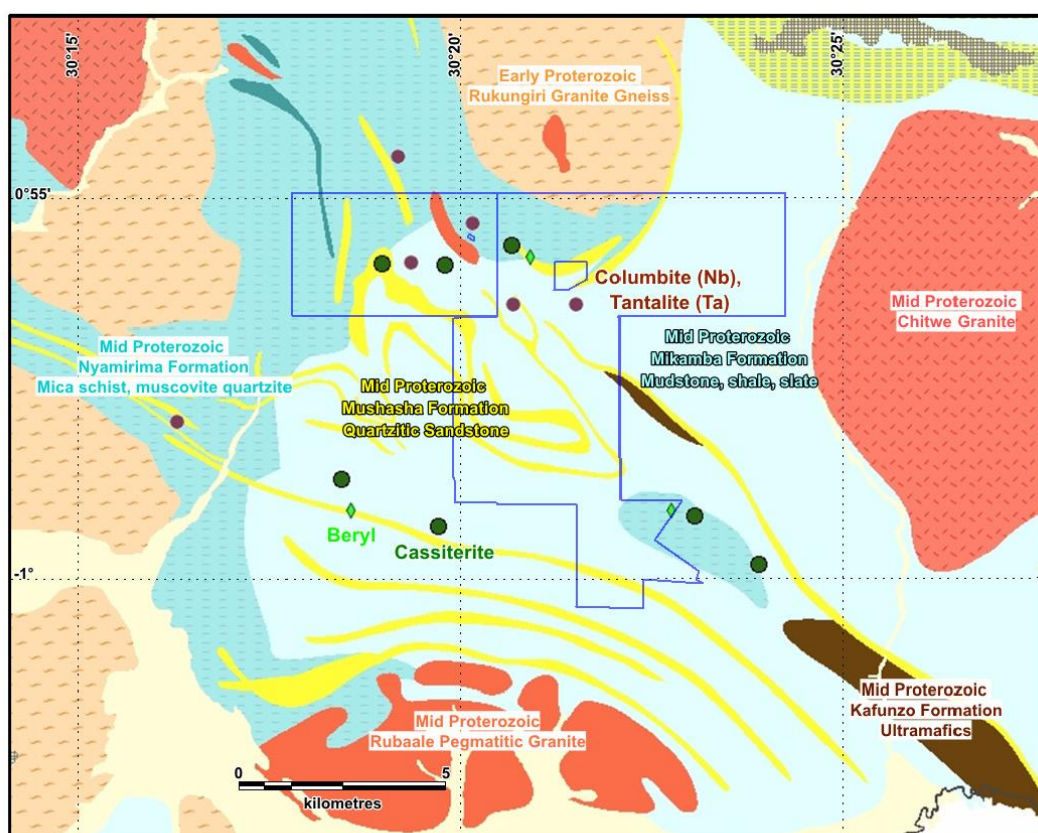 30°15'
30°20'
30°25'
Early Proterozoic
Rukungiri Granite Gneiss
0°55'
Columbite (Nb),
Tantalite (Ta)
Mid Proterozoic
Chitwe Granite
Mid Proterozoic
Nyamirima Formation
Mica schist, muscovite quartzite
Mid Proterozoic
Mikamba Formation
Mudstone, shale, slate
Mid Proterozoic
Mushasha Formation
Quartzitic Sandstone
Beryl
Cassiterite
-1°
Mid Proterozoic
Kafunzo Formation
Ultramafics
Mid Proterozoic
Rubaale Pegmatitic Granite
0
5
kilometres